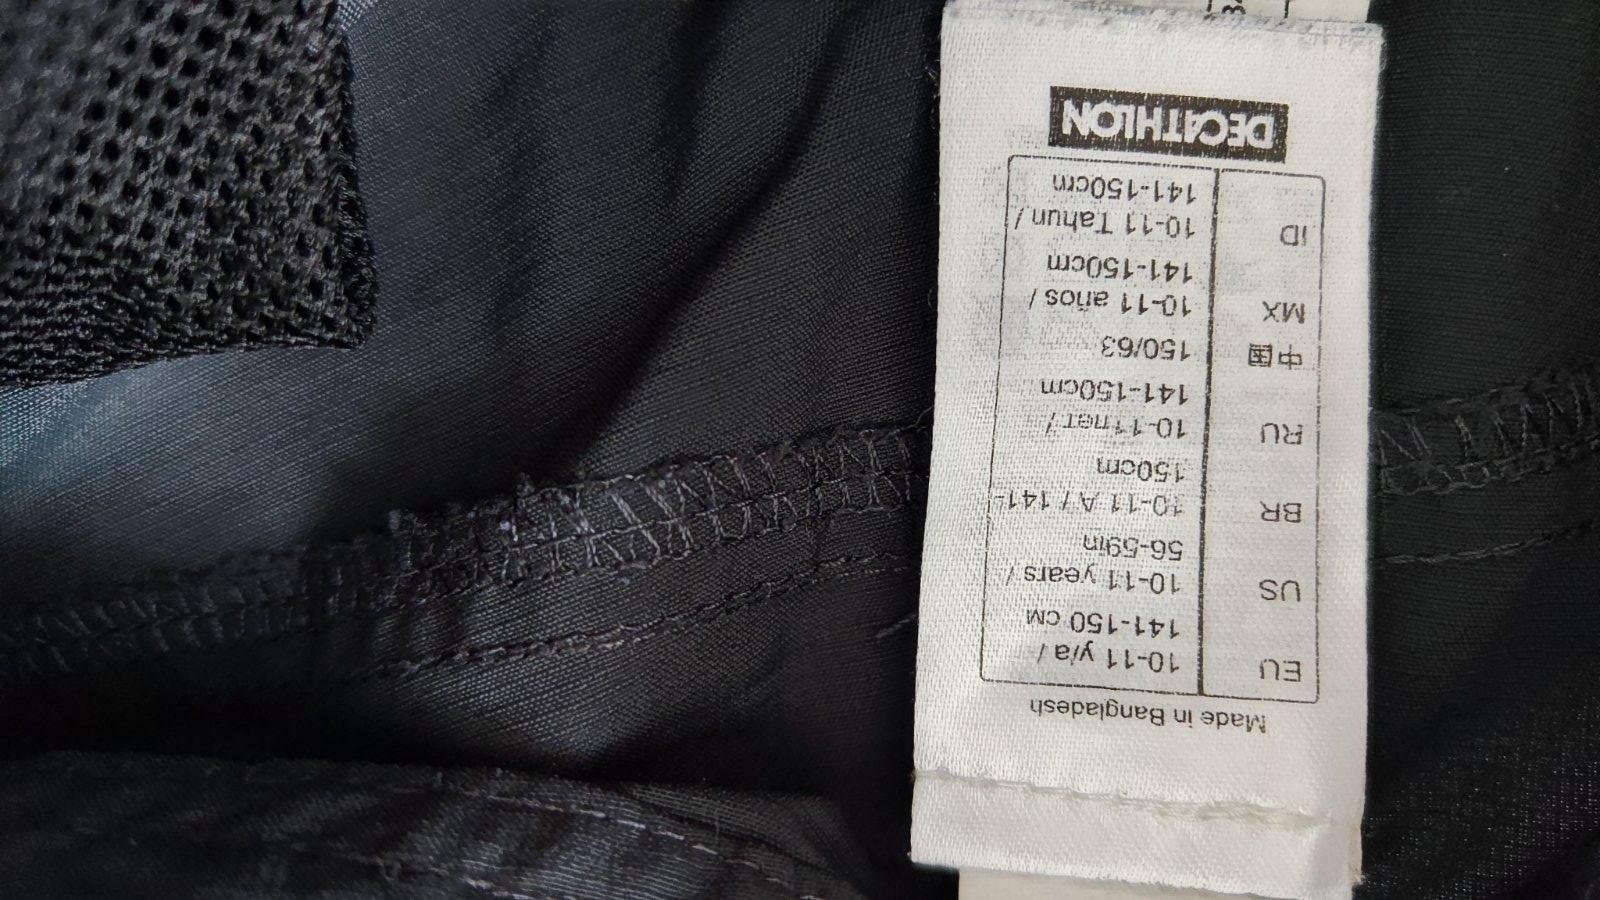 Made in Bangladesh
EU 10-11 y/a /
141-150 CM
US 10-11 years /
56-59in
BR 10-11 A / 141-
150cm
RU 10-11лет /
141-150cm
中国 150/63
MX 10-11 años /
141-150cm
ID 10-11 Tahun /
141-150cm
DECATHLON